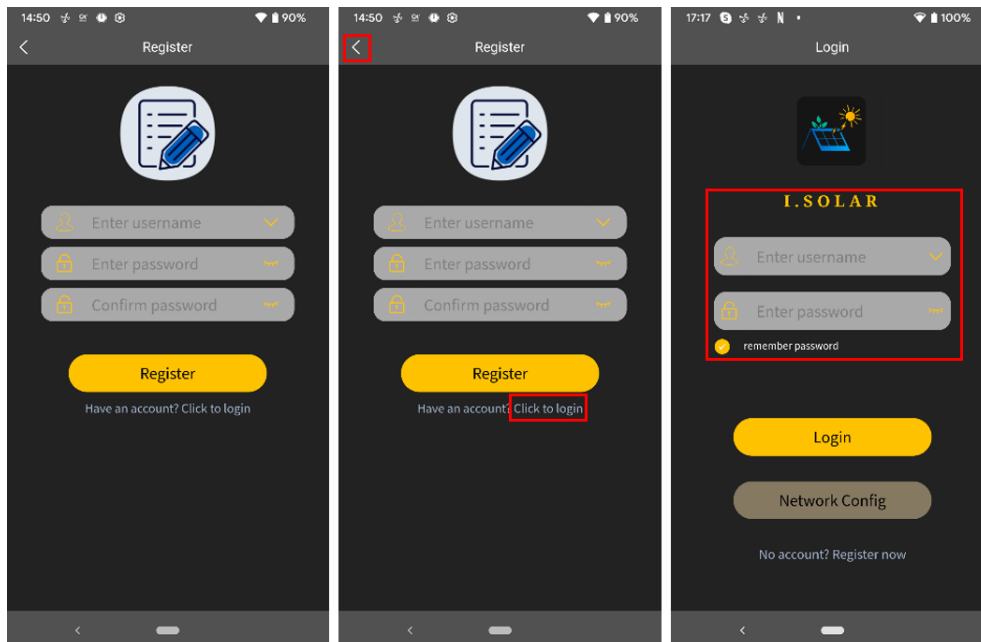 14:50
90%
Register
Enter username
Enter password
Confirm password
Register
Have an account? Click to login
14:50
90%
Register
Enter username
Enter password
Confirm password
Register
Have an account? Click to login
17:17
100%
Login
I.SOLAR
Enter username
Enter password
remember password
Login
Network Config
No account? Register now